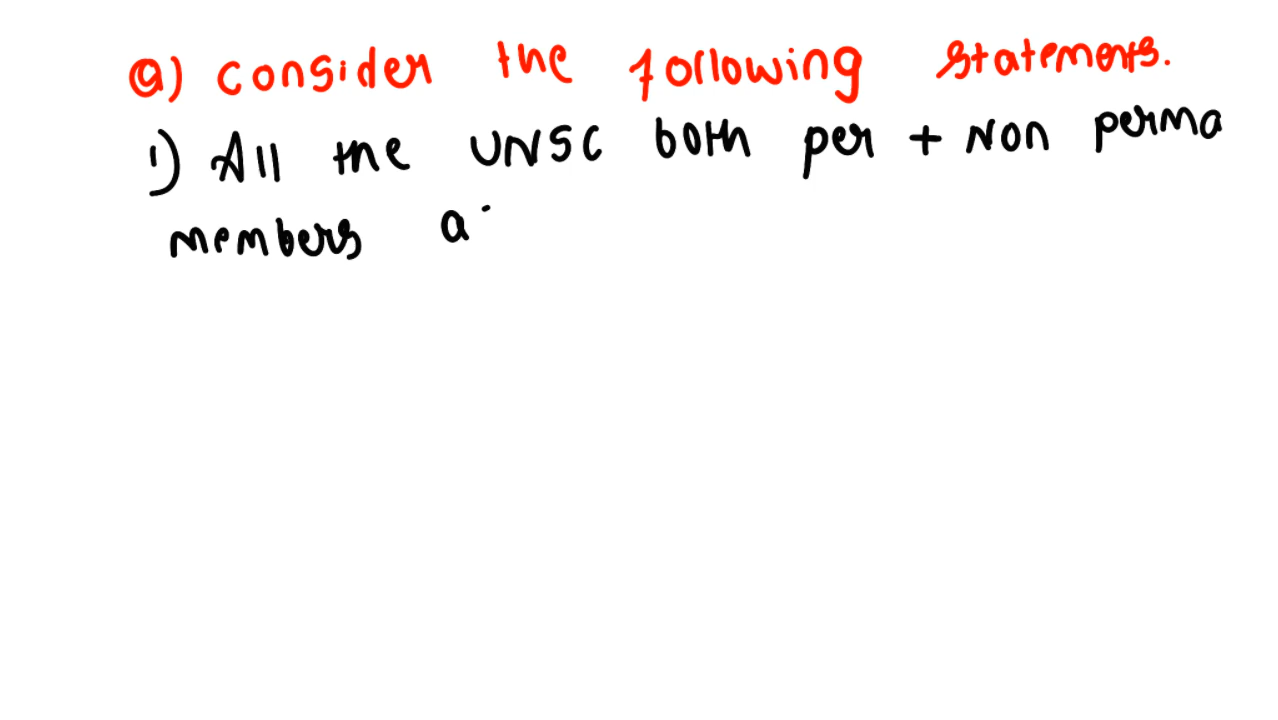 Q) Consider the following statements.
1) All the UNSC both per + Non perma
members a